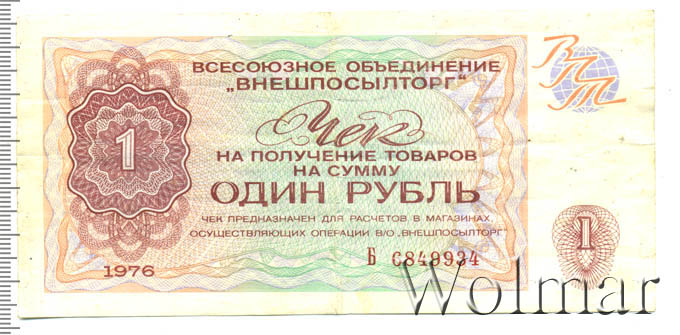 ВСЕСОЮЗНОЕ ОБЪЕДИНЕНИЕ
„ВНЕШПОСЫЛТОРГ"
ВПТ
1
Чек
НА ПОЛУЧЕНИЕ ТОВАРОВ
НА СУММУ
ОДИН РУБЛЬ
ЧЕК ПРЕДНАЗНАЧЕН ДЛЯ РАСЧЕТОВ В МАГАЗИНАХ,
ОСУЩЕСТВЛЯЮЩИХ ОПЕРАЦИИ В/О „ВНЕШПОСЫЛТОРГ"
1
1976
Б С849934
Wolmar